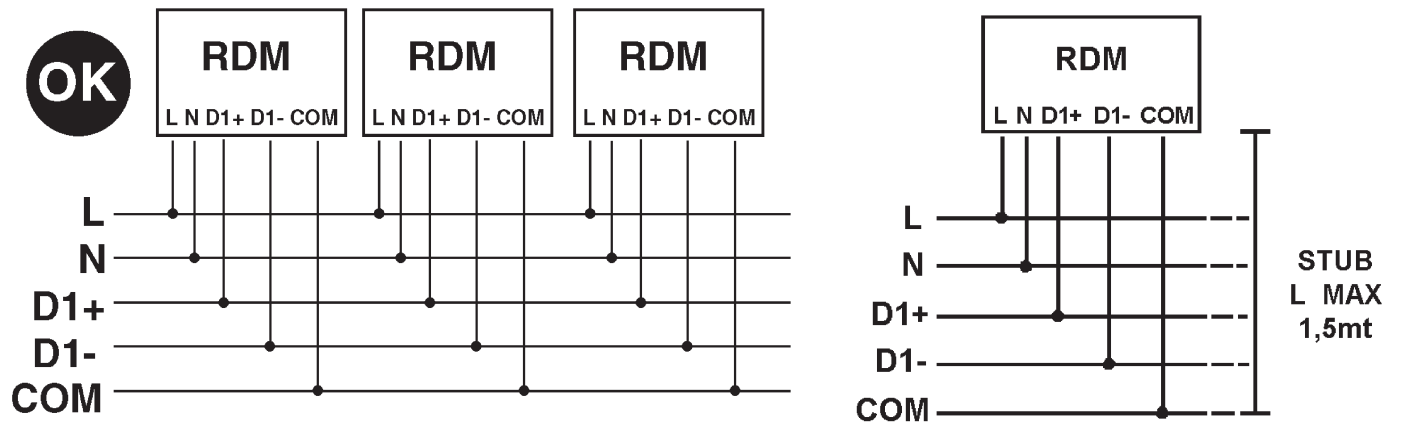 OK
RDM
L N D1+ D1- COM
RDM
L N D1+ D1- COM
RDM
L N D1+ D1- COM
L
N
D1+
D1-
COM
RDM
L N D1+ D1- COM
L
N
D1+
D1-
COM
STUB
L MAX
1,5mt